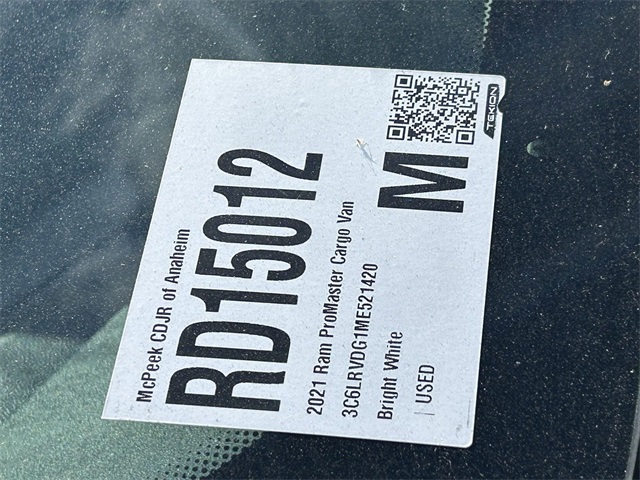 McPeek CDJR of Anaheim
RD15012
2021 Ram ProMaster Cargo Van
3C6LRVDG1ME521420
Bright White
| USED
M
TEKION